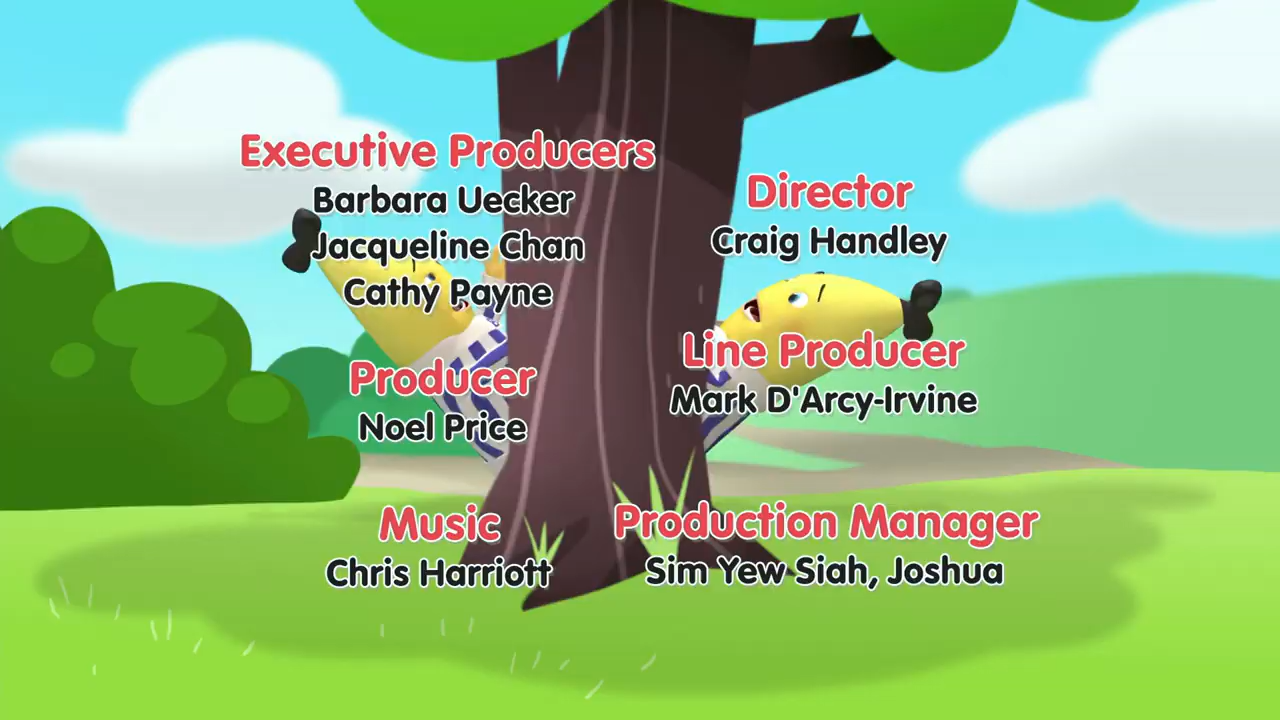 Executive Producers
Barbara Uecker
Jacqueline Chan
Cathy Payne
Producer
Noel Price
Music
Chris Harriott
Director
Craig Handley
Line Producer
Mark D'Arcy-Irvine
Production Manager
Sim Yew Siah, Joshua